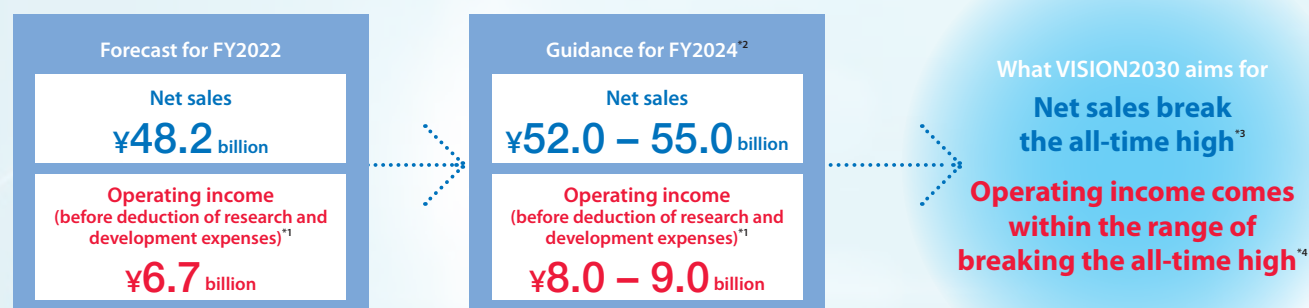 Forecast for FY2022
Net sales
¥48.2 billion
Operating income
(before deduction of research and
development expenses)*1
¥6.7 billion
Guidance for FY2024*2
Net sales
¥52.0 – 55.0 billion
Operating income
(before deduction of research and
development expenses)*1
¥8.0 – 9.0 billion
What VISION2030 aims for
Net sales break
the all-time high*3
Operating income comes
within the range of
breaking the all-time high*4